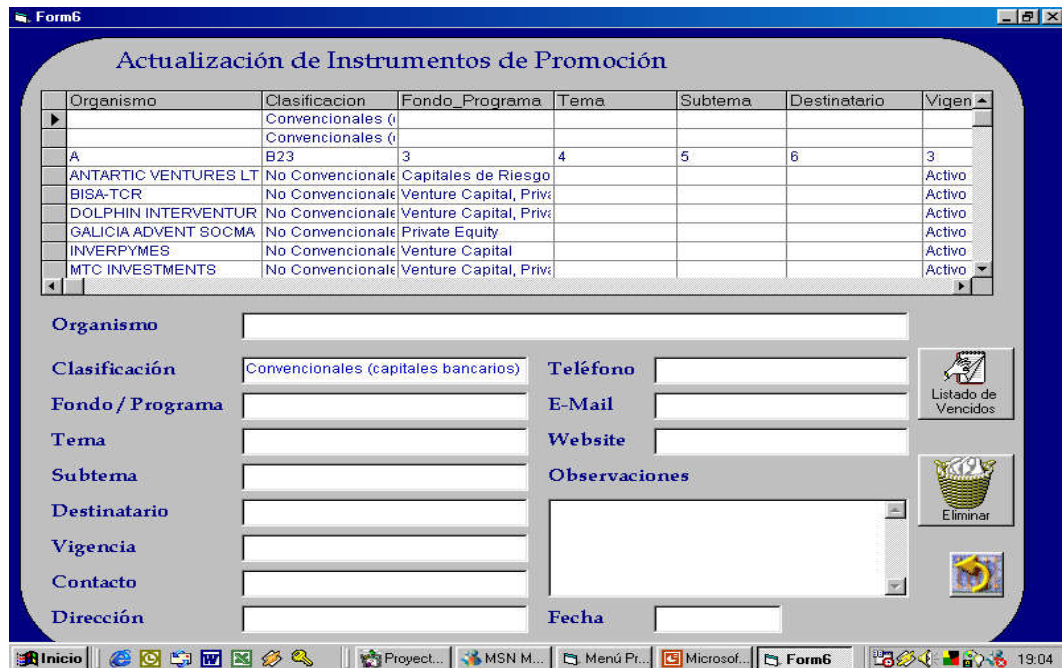 Form6
Actualización de Instrumentos de Promoción
Organismo Clasificacion Fondo_Programa Tema Subtema Destinatario Vigen
Convencionales (
Convencionales (
A B23 3 4 5 6 3
ANTARTIC VENTURES LT No Convencionale Capitales de Riesgo Activo
BISA-TCR No Convencionale Venture Capital, Priva Activo
DOLPHIN INTERVENTUR No Convencionale Venture Capital, Priva Activo
GALICIA ADVENT SOCMA No Convencionale Private Equity Activo
INVERPYMES No Convencionale Venture Capital Activo
MTC INVESTMENTS No Convencionale Venture Capital, Priva Activo
Organismo
Clasificación Convencionales (capitales bancarios) Teléfono
Listado de
Vencidos
Fondo / Programa E-Mail
Tema Website
Subtema Observaciones
Destinatario
Eliminar
Vigencia
Contacto
Dirección Fecha
Inicio Proyect... MSN M... Menú Pr... Microsof... Form6 19:04